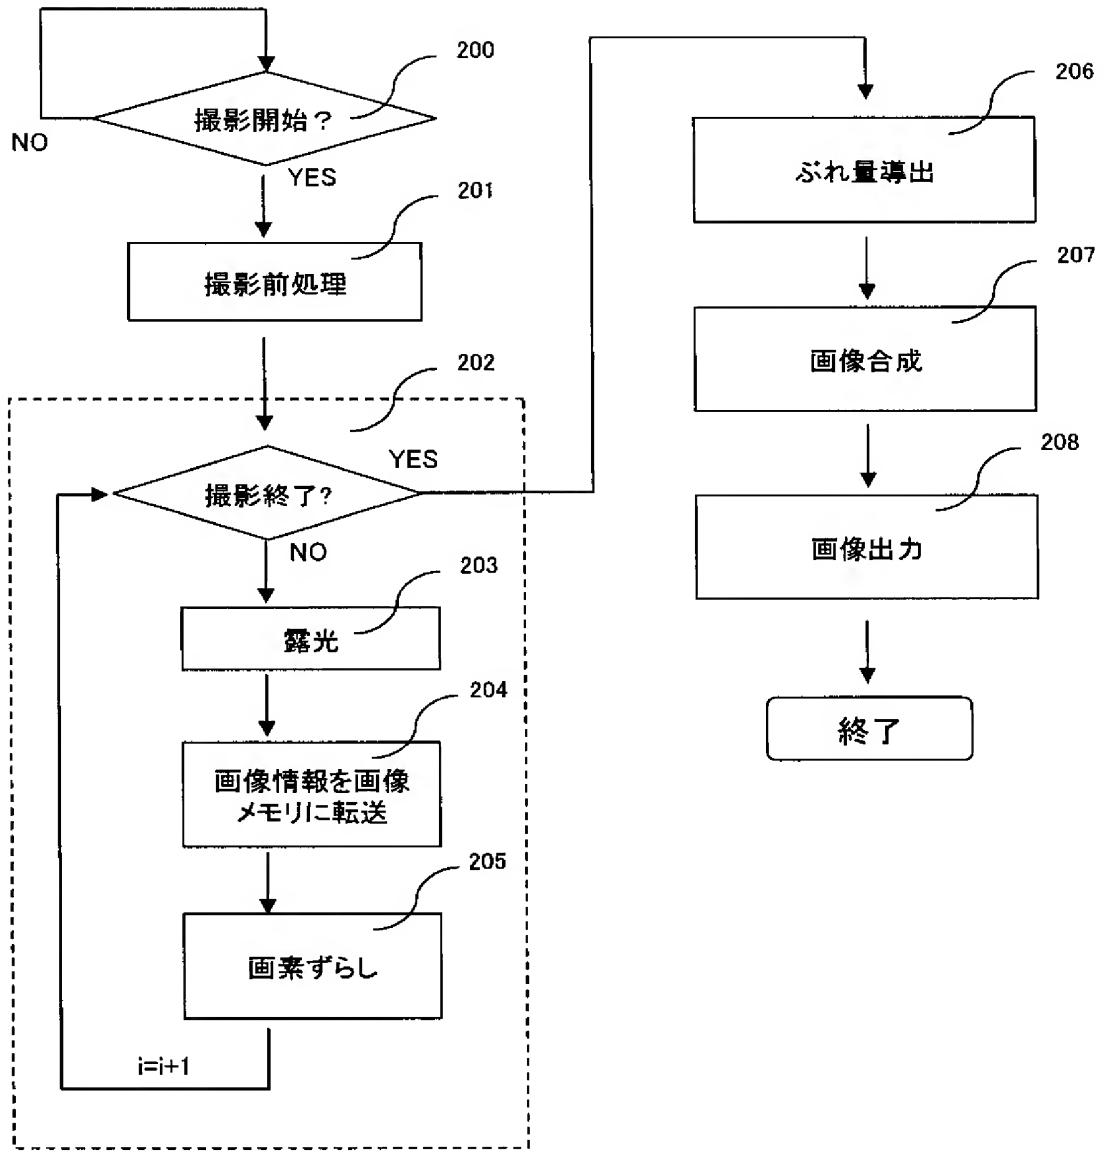 200
撮影開始？
NO
YES
201
撮影前処理
202
YES
撮影終了?
NO
203
露光
204
画像情報を画像
メモリに転送
205
画素ずらし
i=i+1
206
ぶれ量導出
207
画像合成
208
画像出力
終了